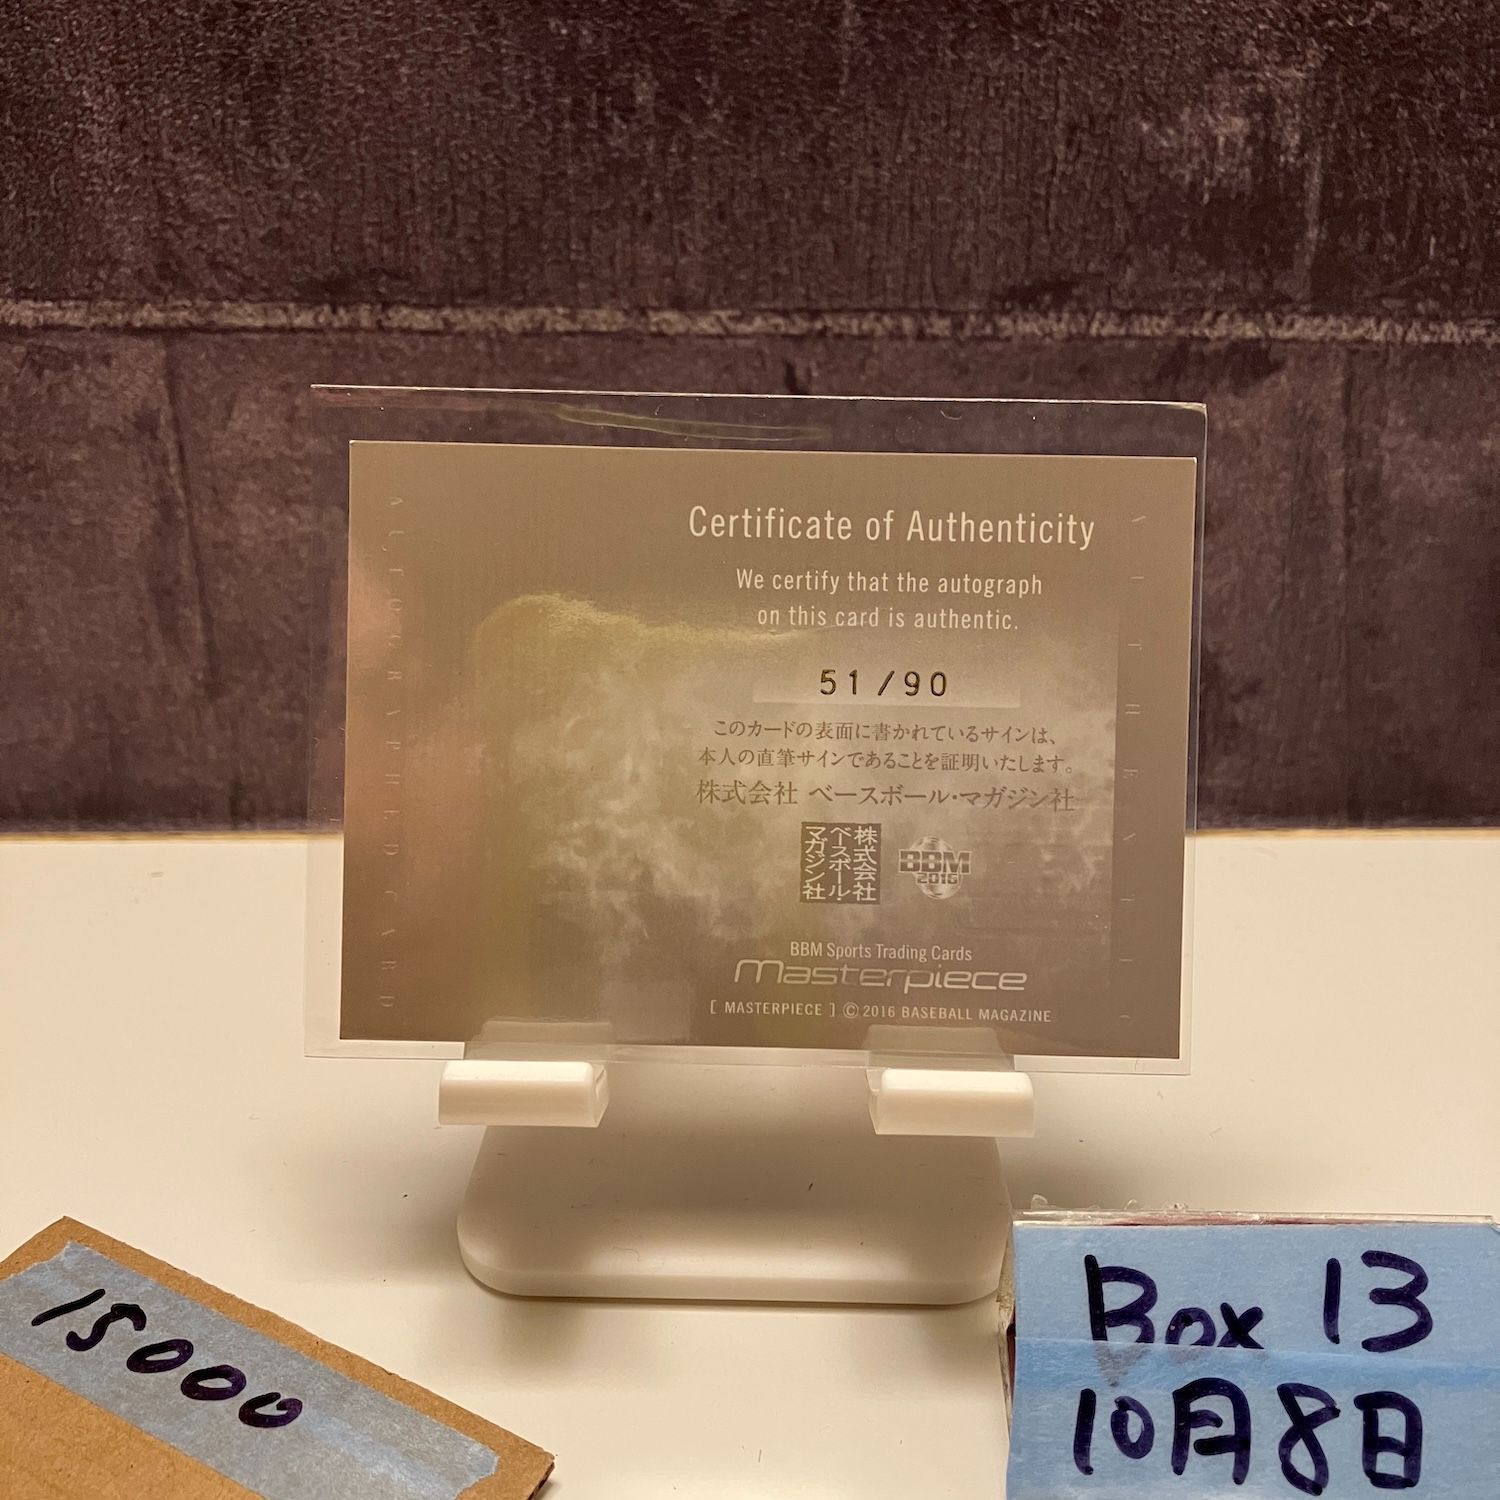 Certificate of Authenticity
We certify that the autograph
on this card is authentic.
51/90
このカードの表面に書かれているサインは、
本人の直筆サインであることを証明いたします。
株式会社 ベースボール・マガジン社
株式会社
ベースボール・
マガジン社
BBM
2016
BBM Sports Trading Cards
Masterpiece
[ MASTERPIECE ] © 2016 BASEBALL MAGAZINE
AUTOGRAPHED CARD
AUTHENTIC
15000
Box 13
10月8日